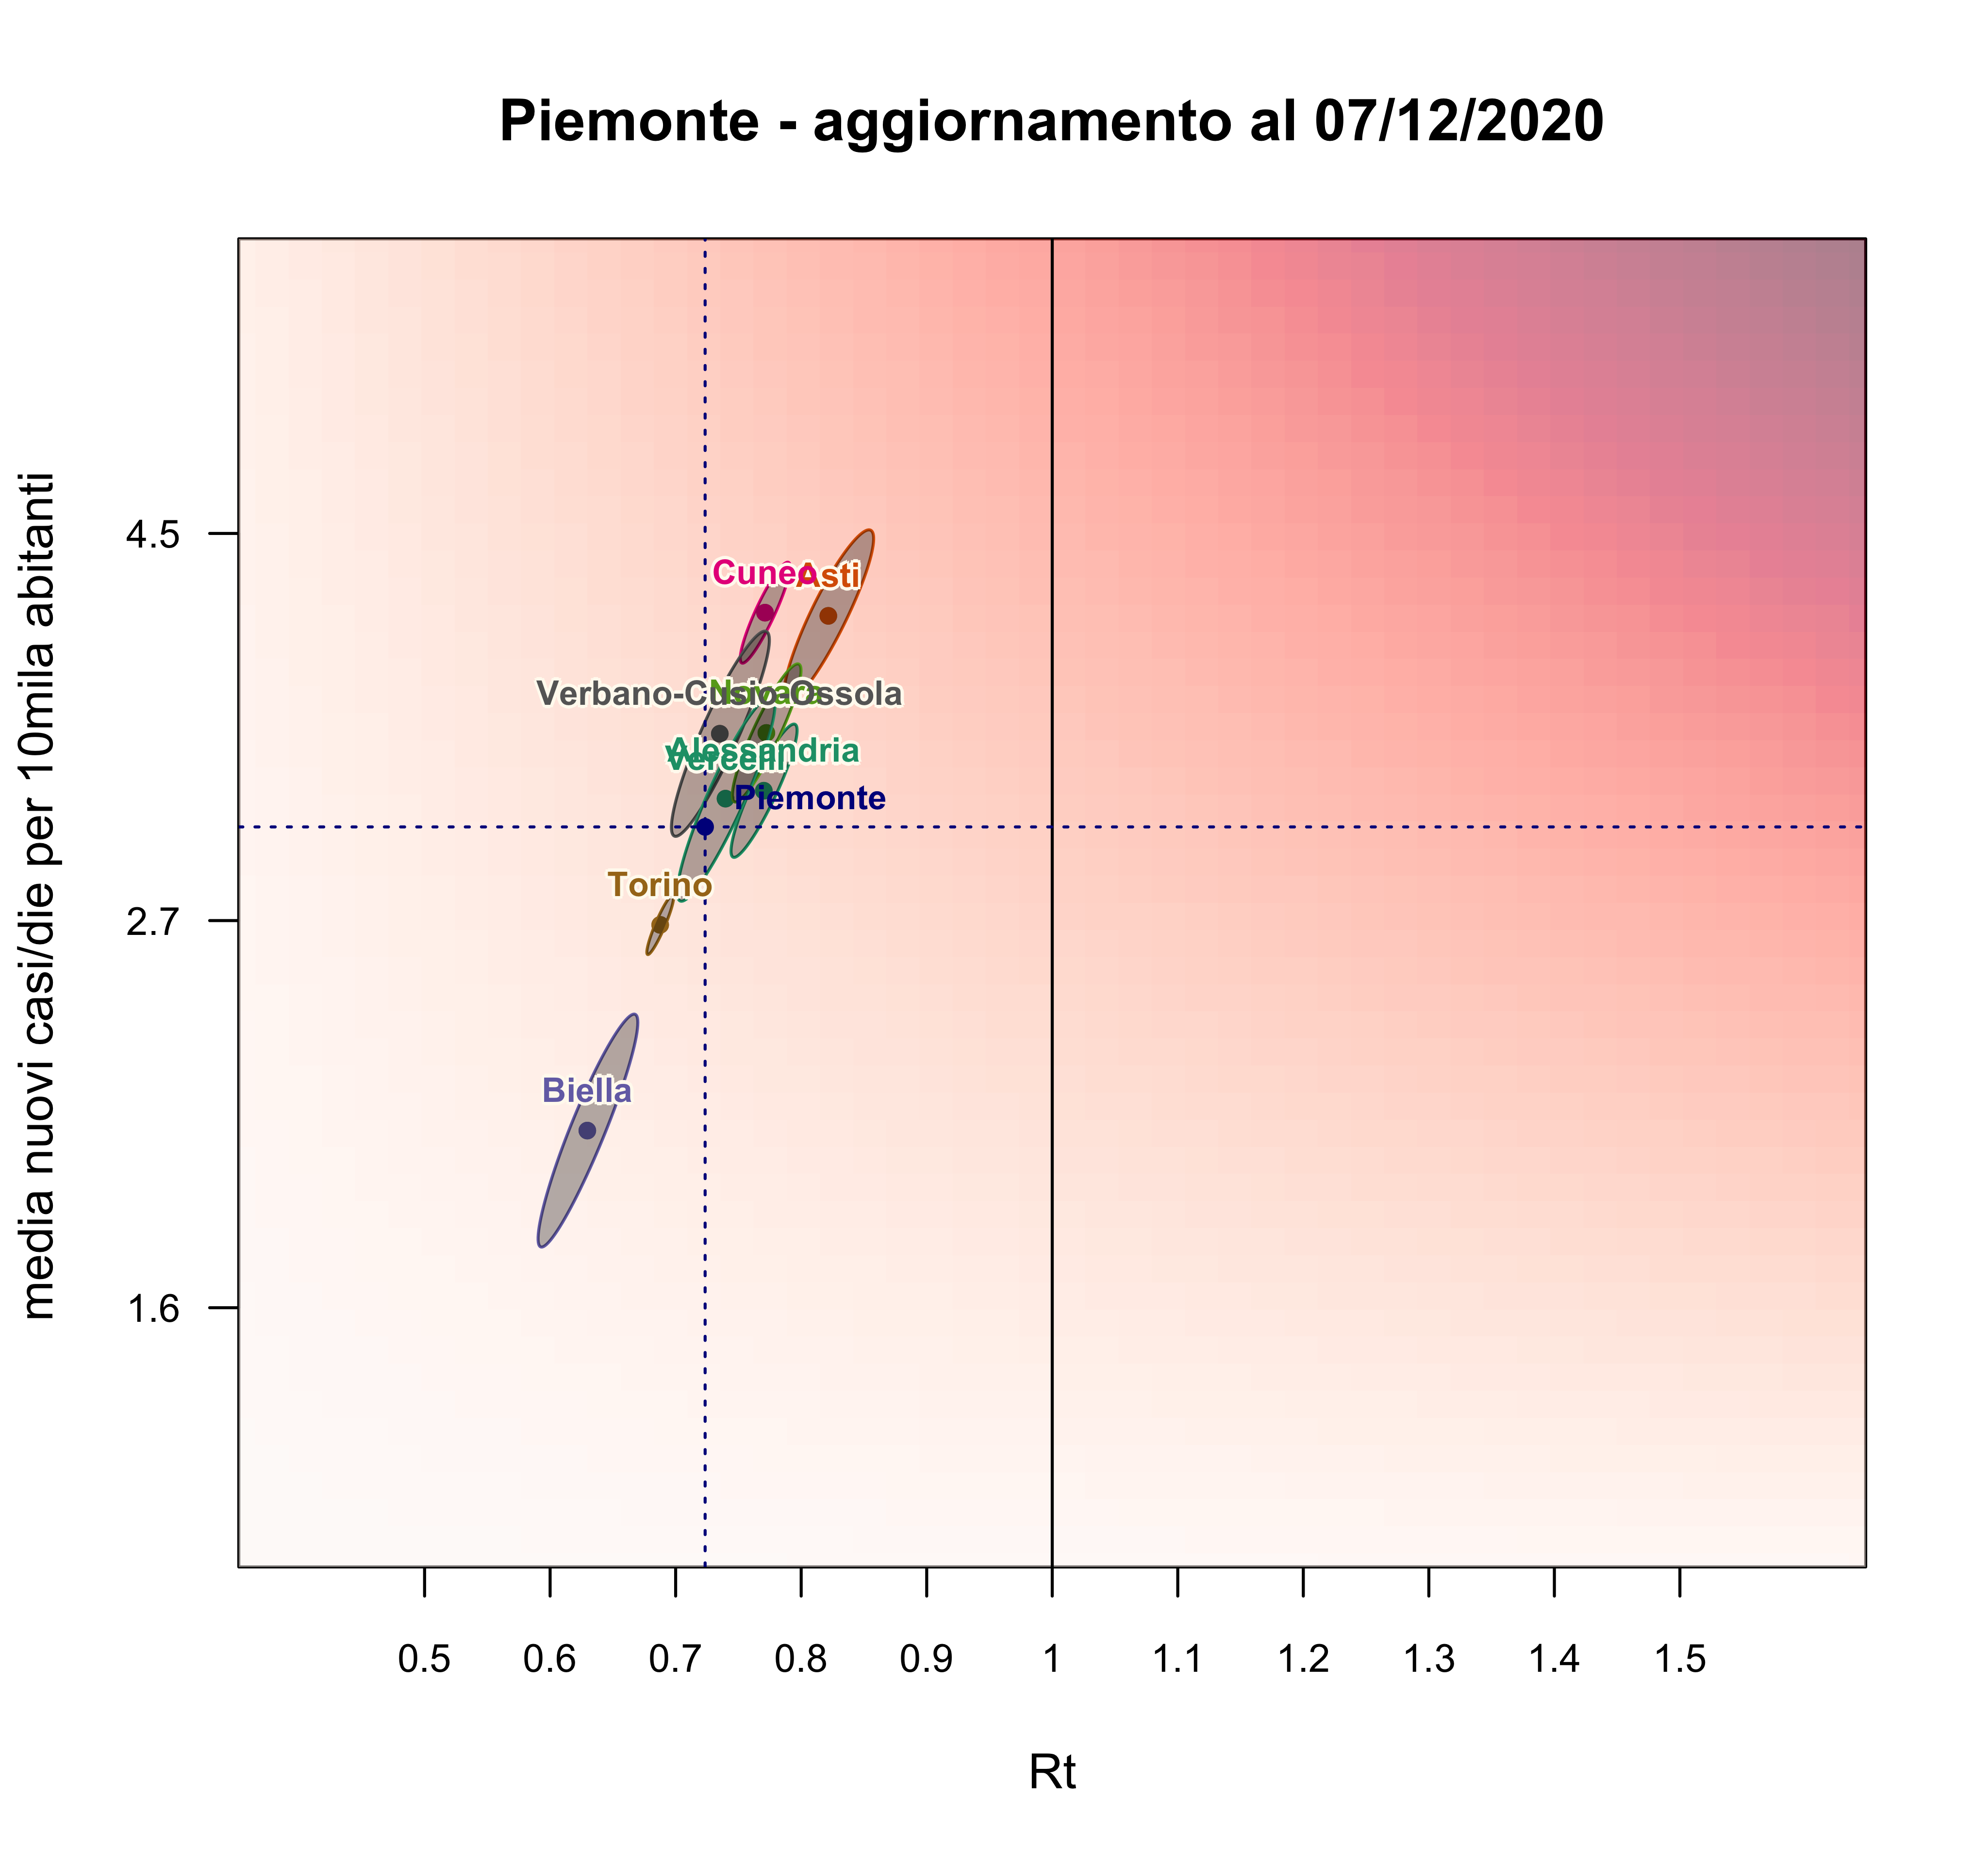 Piemonte - aggiornamento al 07/12/2020
media nuovi casi/die per 10mila abitanti
4.5
2.7
1.6
Cuneo
Asti
Verbano-Cusio-Ossola
Novara
Alessandria
Vercelli
Piemonte
Torino
Biella
0.5 0.6 0.7 0.8 0.9 1 1.1 1.2 1.3 1.4 1.5
Rt